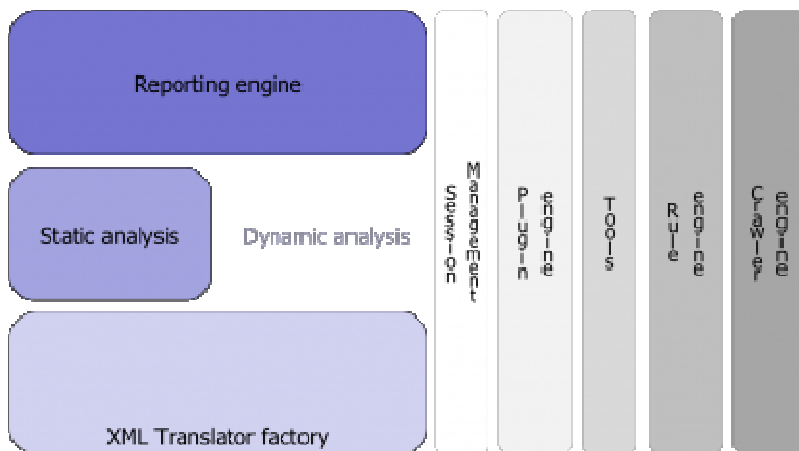 Reporting engine
Static analysis
Dynamic analysis
XML Translator factory
Session
Management
Plugin
engine
Tools
Rule
engine
Crawler
engine